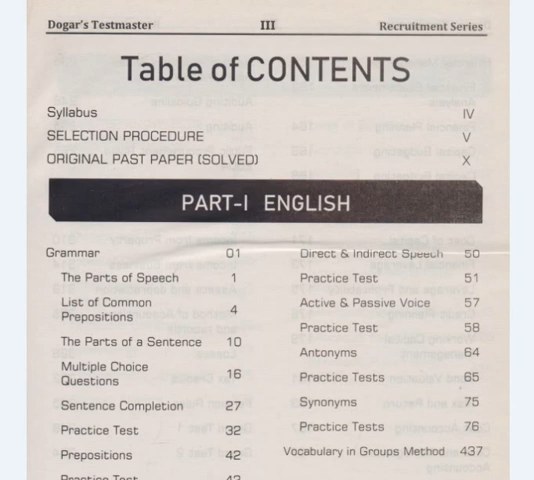 Dogar's Testmaster III Recruitment Series
Table of CONTENTS
Syllabus IV
SELECTION PROCEDURE V
ORIGINAL PAST PAPER (SOLVED) X
PART-I ENGLISH
Grammar 01
The Parts of Speech 1
List of Common
Prepositions 4
The Parts of a Sentence 10
Multiple Choice
Questions 16
Sentence Completion 27
Practice Test 32
Prepositions 42
Practice Test 43
Direct & Indirect Speech 50
Practice Test 51
Active & Passive Voice 57
Practice Test 58
Antonyms 64
Practice Tests 65
Synonyms 75
Practice Tests 76
Vocabulary in Groups Method 437